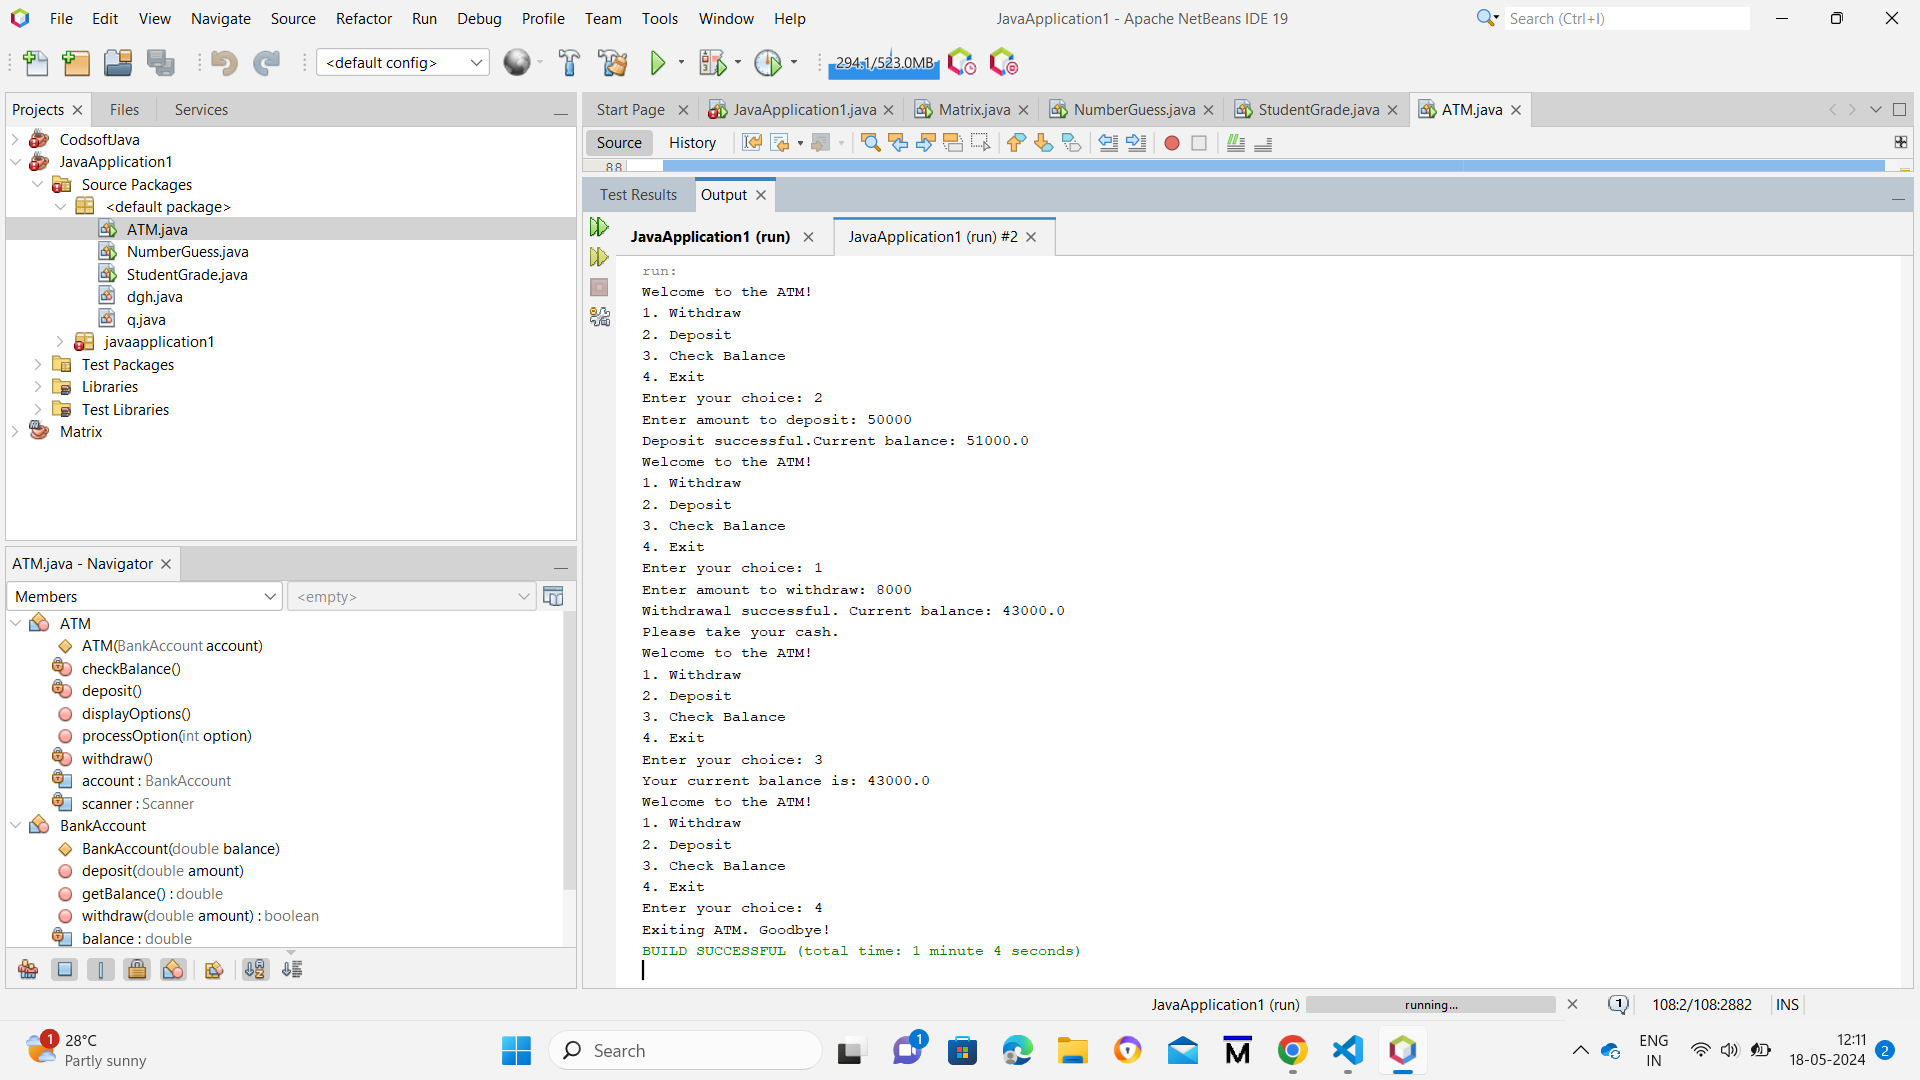 File Edit View Navigate Source Refactor Run Debug Profile Team Tools Window Help
JavaApplication1 - Apache NetBeans IDE 19
Search (Ctrl+I)
<default config>
294.1/523.0MB
Projects Files Services
CodsoftJava
JavaApplication1
Source Packages
<default package>
ATM.java
NumberGuess.java
StudentGrade.java
dgh.java
q.java
javaapplication1
Test Packages
Libraries
Test Libraries
Matrix
ATM.java - Navigator
Members <empty>
ATM
ATM(BankAccount account)
checkBalance()
deposit()
displayOptions()
processOption(int option)
withdraw()
account : BankAccount
scanner : Scanner
BankAccount
BankAccount(double balance)
deposit(double amount)
getBalance() : double
withdraw(double amount) : boolean
balance : double
Start Page JavaApplication1.java Matrix.java NumberGuess.java StudentGrade.java ATM.java
Source History
88
Test Results Output
JavaApplication1 (run) JavaApplication1 (run) #2
run:
Welcome to the ATM!
1. Withdraw
2. Deposit
3. Check Balance
4. Exit
Enter your choice: 2
Enter amount to deposit: 50000
Deposit successful.Current balance: 51000.0
Welcome to the ATM!
1. Withdraw
2. Deposit
3. Check Balance
4. Exit
Enter your choice: 1
Enter amount to withdraw: 8000
Withdrawal successful. Current balance: 43000.0
Please take your cash.
Welcome to the ATM!
1. Withdraw
2. Deposit
3. Check Balance
4. Exit
Enter your choice: 3
Your current balance is: 43000.0
Welcome to the ATM!
1. Withdraw
2. Deposit
3. Check Balance
4. Exit
Enter your choice: 4
Exiting ATM. Goodbye!
BUILD SUCCESSFUL (total time: 1 minute 4 seconds)
JavaApplication1 (run) running... 1 108:2/108:2882 INS
1 28°C
Partly sunny
Search
1
ENG
IN
12:11
18-05-2024
2